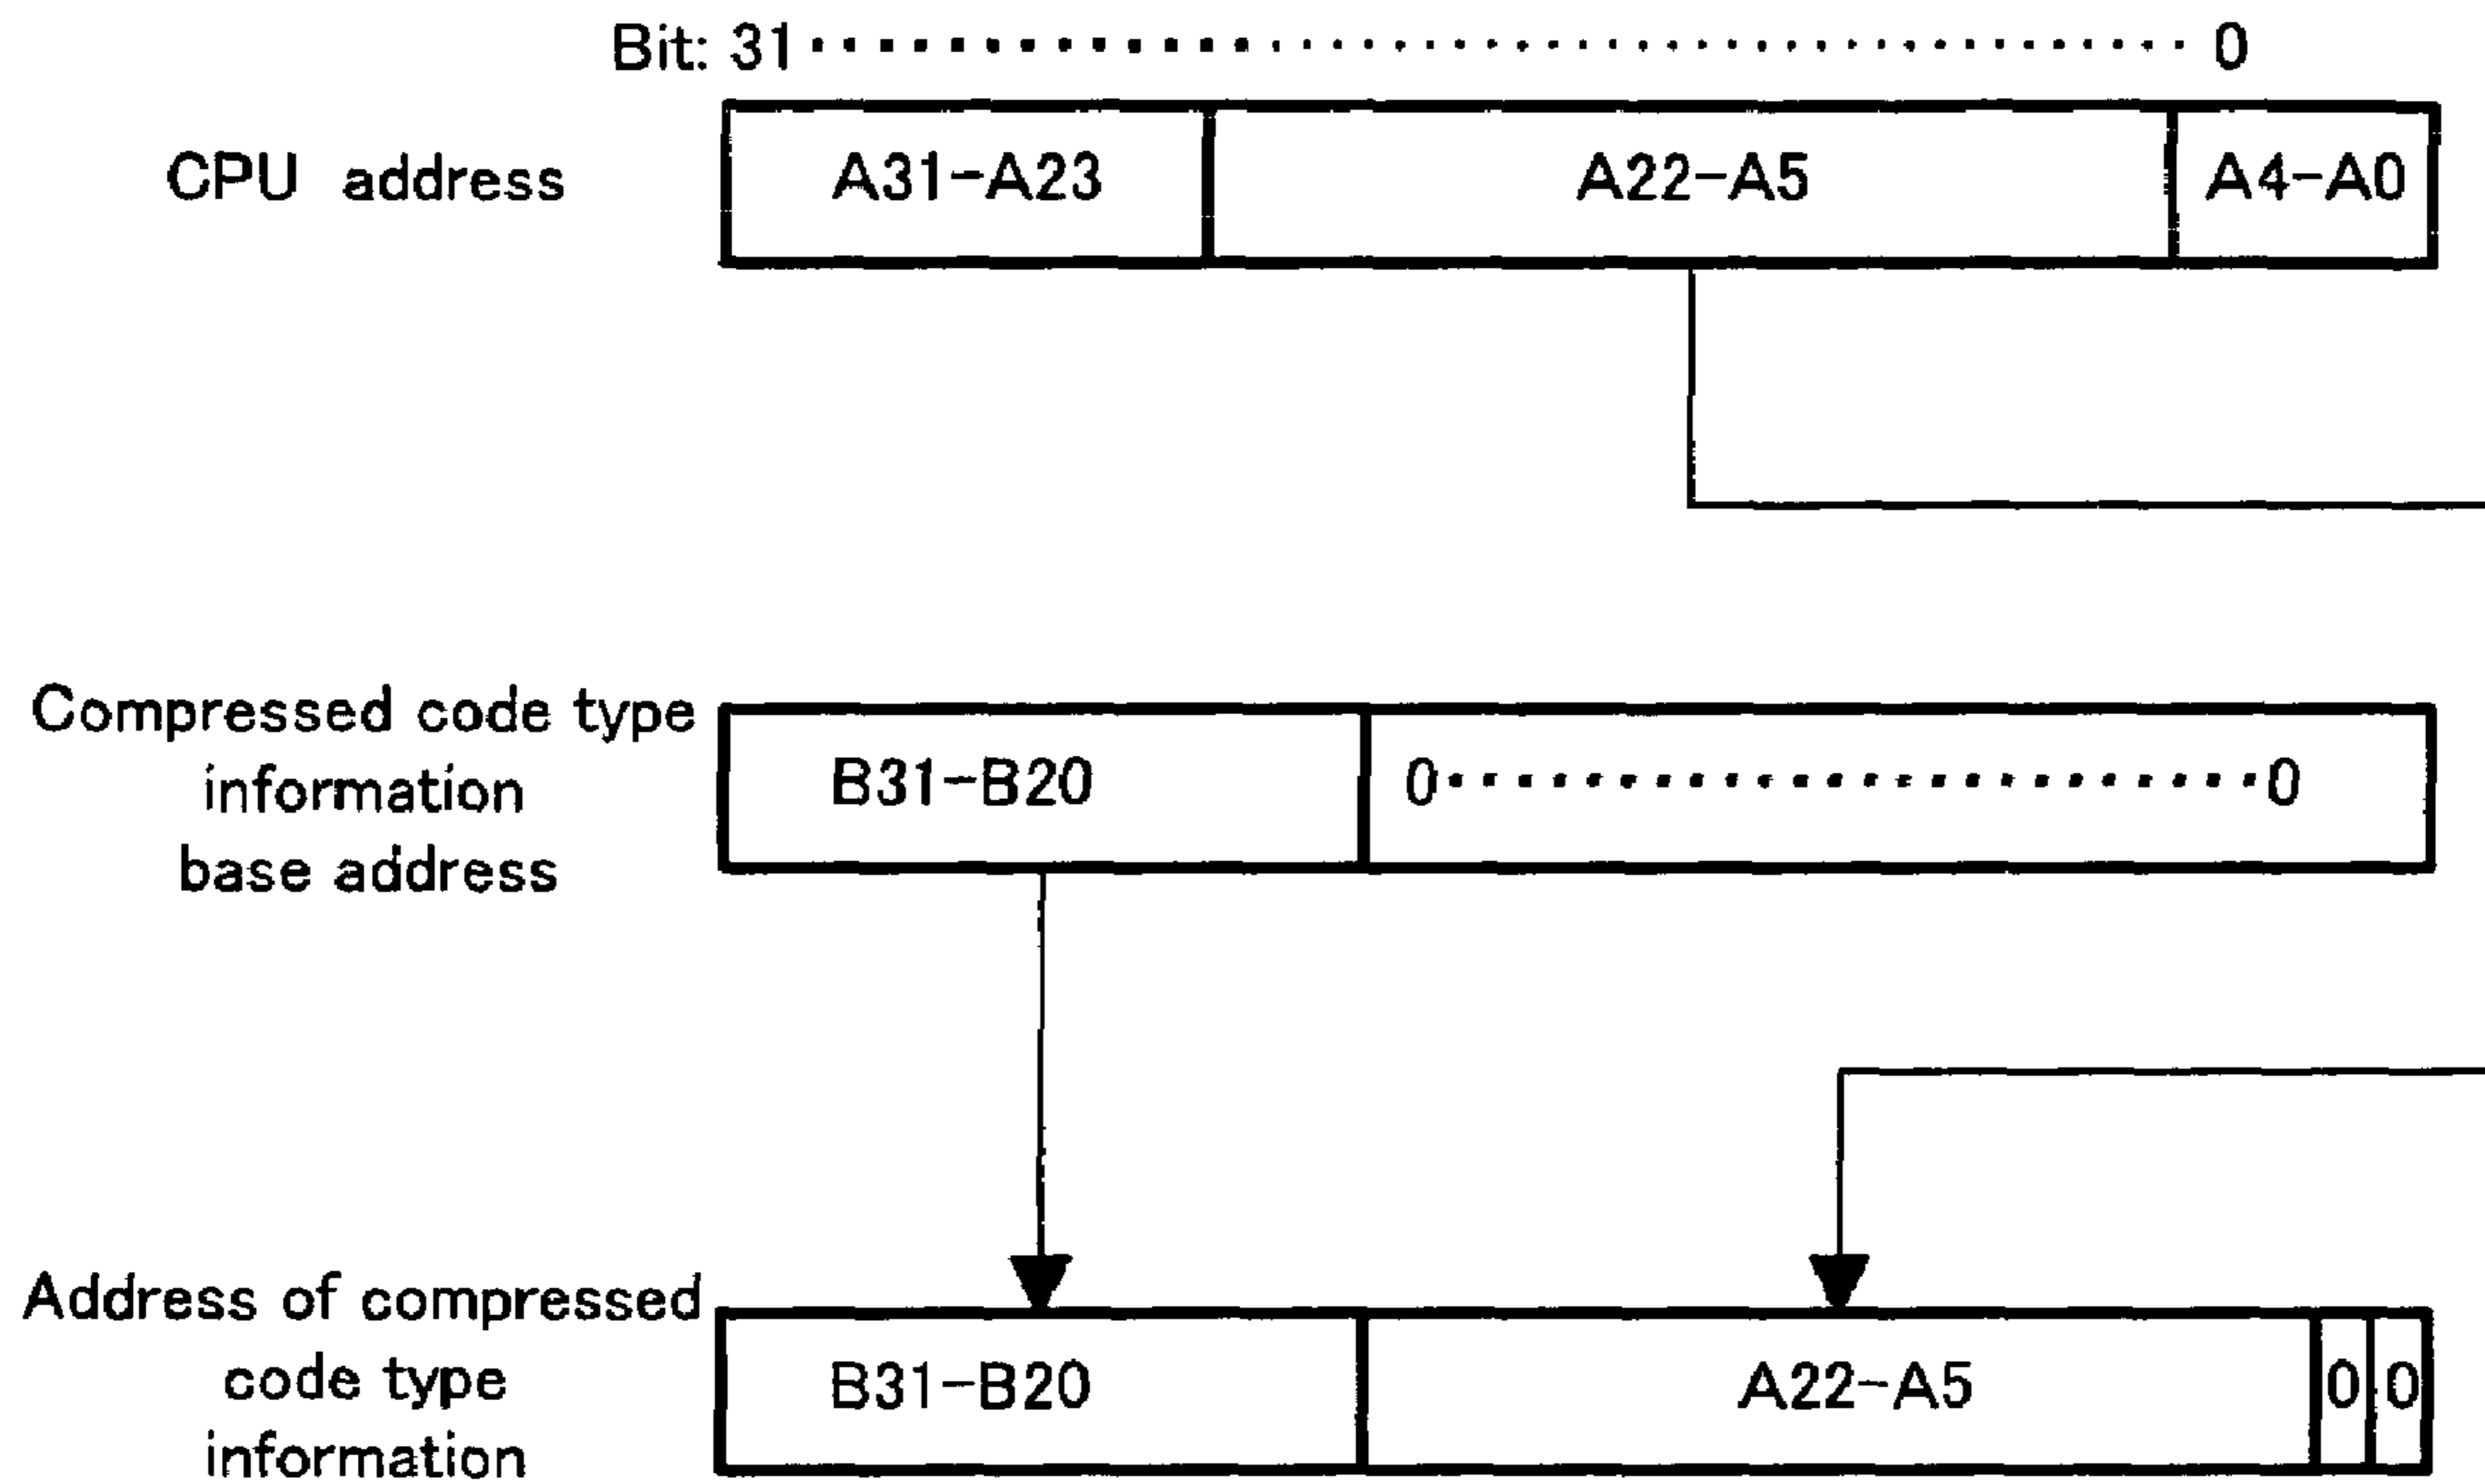 Bit: 31 ········ 0
CPU address
A31-A23
A22-A5
A4-A0
Compressed code type
information
base address
B31-B20
0········0
Address of compressed
code type
information
B31-B20
A22-A5
0
0